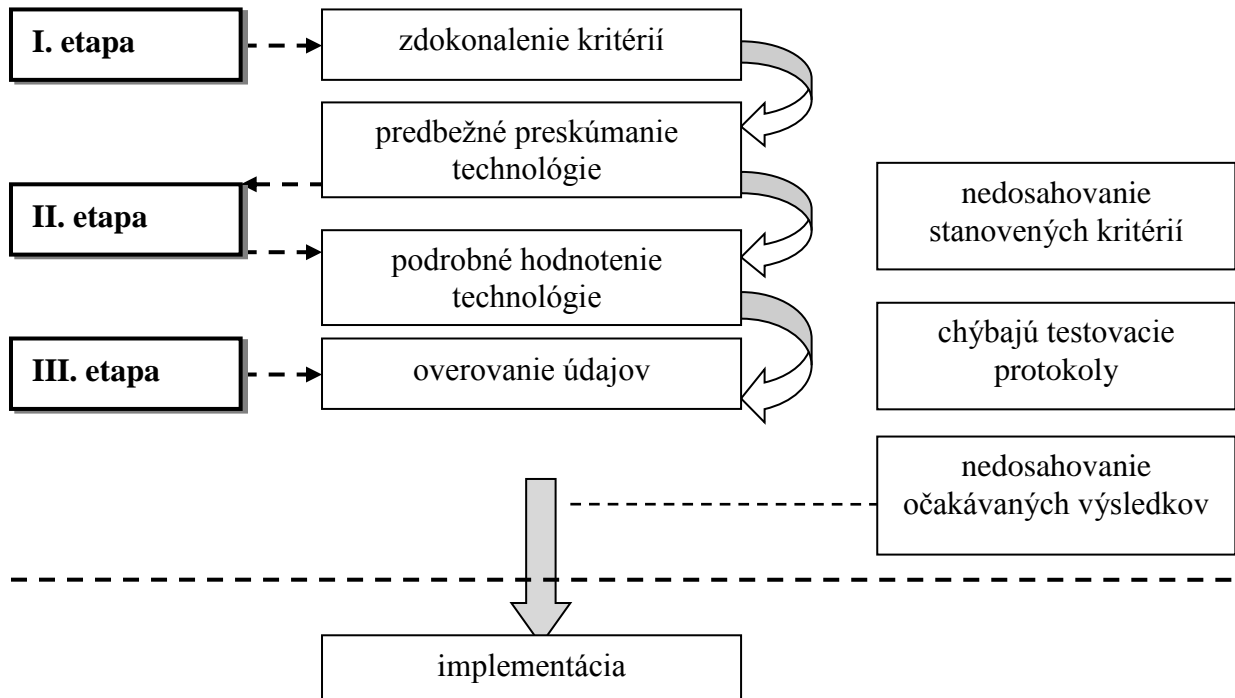 I. etapa
zdokonalenie kritérií
predbežné preskúmanie
technológie
II. etapa
nedosahovanie
stanovených kritérií
podrobné hodnotenie
technológie
III. etapa
overovanie údajov
chýbajú testovacie
protokoly
nedosahovanie
očakávaných výsledkov
implementácia